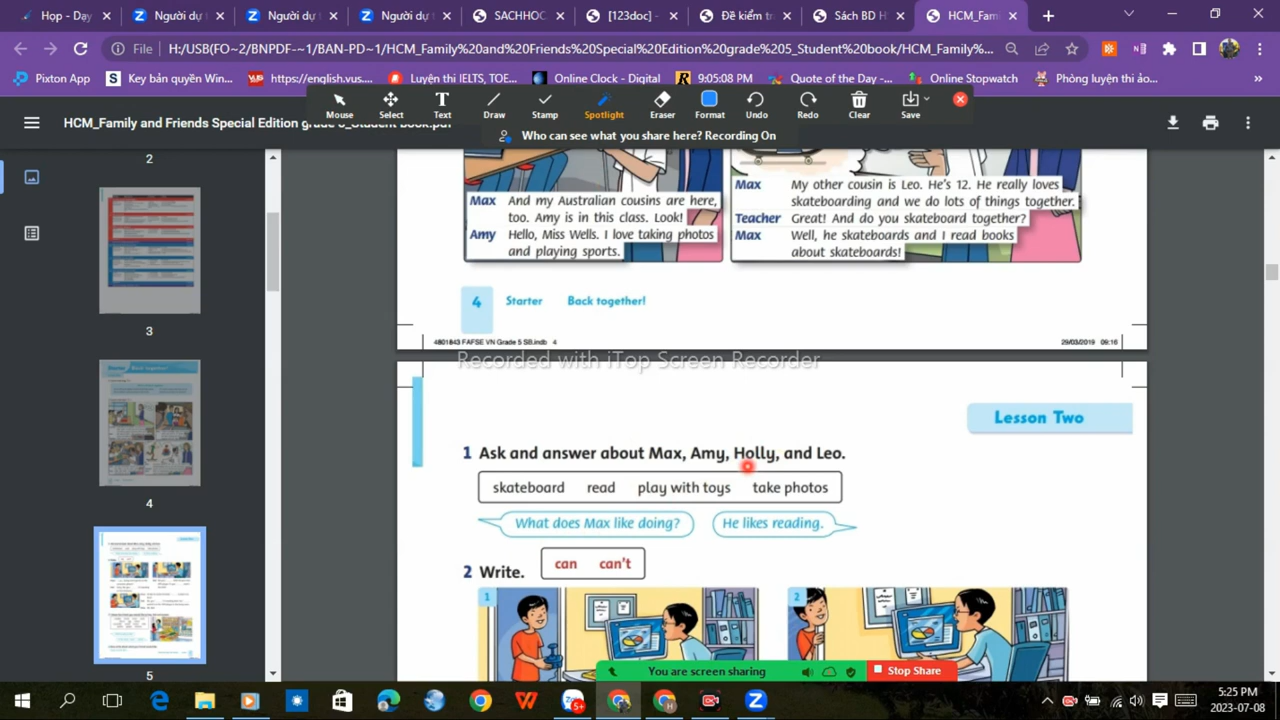 Họp - Dạy
Người dự t
Người dự t
Người dự t
SACHHOC
[123doc] -
Đề kiểm tr
Sách BD H
HCM_Fami
File
H:/USB(FO~2/BNPDF-~1/BAN-PD~1/HCM_Family%20and%20Friends%20Special%20Edition%20grade%205_Student%20book/HCM_Family%...
Pixton App
Key bản quyền Win...
https://english.vus....
Luyện thi IELTS, TOE...
Online Clock - Digital
9:05:08 PM
Quote of the Day -...
Online Stopwatch
Phòng luyện thi ảo...
Mouse
Select
Text
Draw
Stamp
Spotlight
Eraser
Format
Undo
Redo
Clear
Save
HCM_Family and Friends Special Edition grade 5_Student book.pdf
Who can see what you share here? Recording On
2
3
4
5
Max And my Australian cousins are here,
too. Amy is in this class. Look!
Amy Hello, Miss Wells. I love taking photos
and playing sports.
Max My other cousin is Leo. He's 12. He really loves
skateboarding and we do lots of things together.
Teacher Great! And do you skateboard together?
Max Well, he skateboards and I read books
about skateboards!
4 Starter Back together!
4801843 FAFSE VN Grade 5 SB.indb 4
29/03/2019 09:16
Recorded with iTop Screen Recorder
Lesson Two
1 Ask and answer about Max, Amy, Holly, and Leo.
skateboard read play with toys take photos
What does Max like doing?
He likes reading.
2 Write.
can can't
1
2
You are screen sharing
Stop Share
5+
5:25 PM
2023-07-08